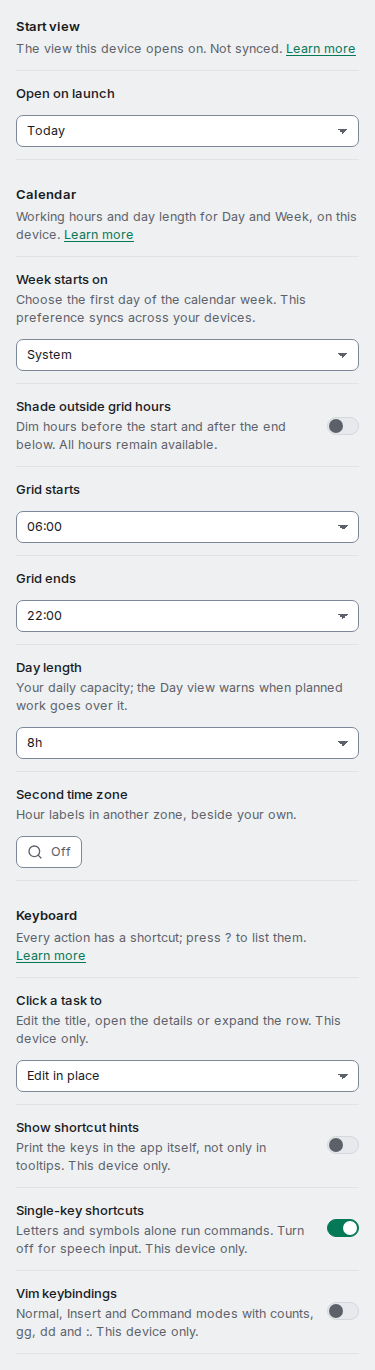 Start view
The view this device opens on. Not synced. Learn more
Open on launch
Today
Calendar
Working hours and day length for Day and Week, on this
device. Learn more
Week starts on
Choose the first day of the calendar week. This
preference syncs across your devices.
System
Shade outside grid hours
Dim hours before the start and after the end
below. All hours remain available.
Grid starts
06:00
Grid ends
22:00
Day length
Your daily capacity; the Day view warns when planned
work goes over it.
8h
Second time zone
Hour labels in another zone, beside your own.
Off
Keyboard
Every action has a shortcut; press ? to list them.
Learn more
Click a task to
Edit the title, open the details or expand the row. This
device only.
Edit in place
Show shortcut hints
Print the keys in the app itself, not only in
tooltips. This device only.
Single-key shortcuts
Letters and symbols alone run commands. Turn
off for speech input. This device only.
Vim keybindings
Normal, Insert and Command modes with counts,
gg, dd and :. This device only.